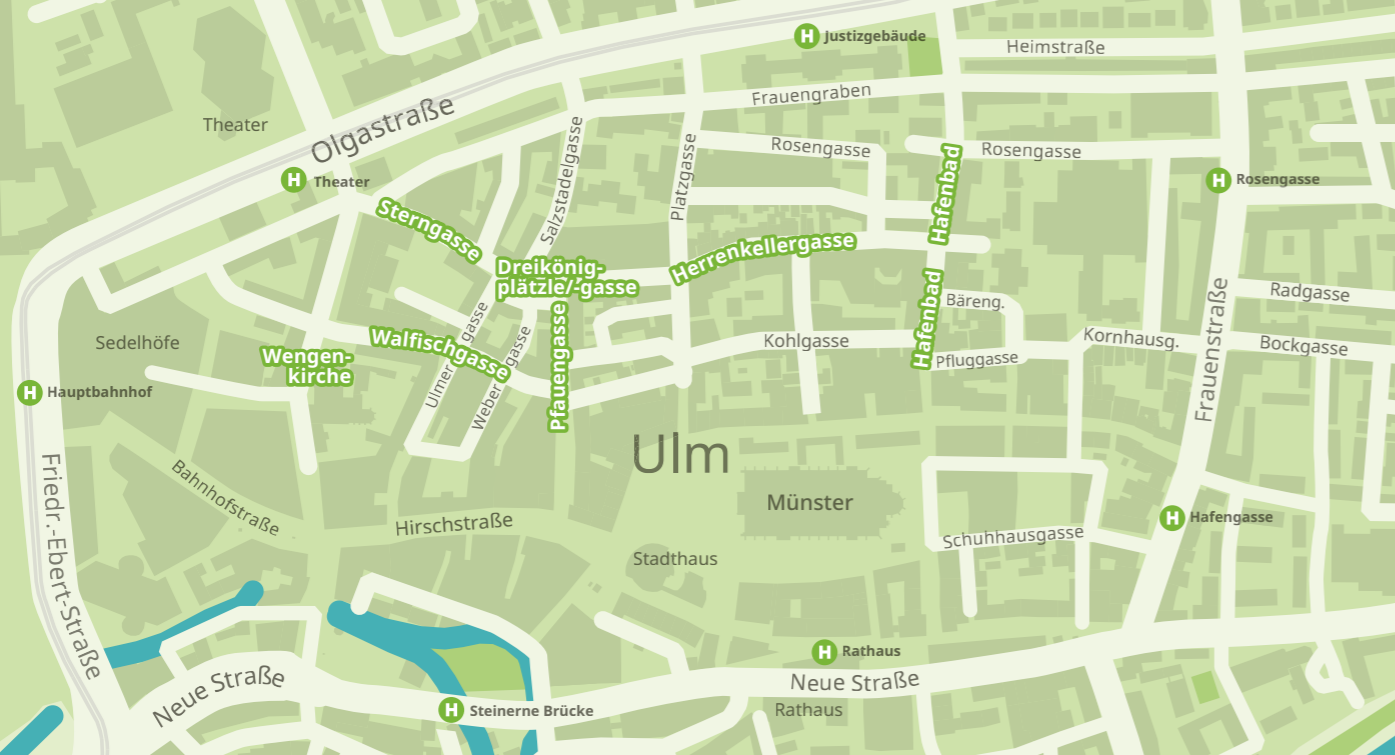 H Justizgebäude
Heimstraße
Frauengraben
Olgastraße
Theater
H Theater
Rosengasse
Rosengasse
H Rosengasse
Sterngasse
Salzstadelgasse
Platzgasse
Hafenbad
Herrenkellergasse
Dreikönig-
plätzle/-gasse
Hafenbad
Bäreng.
Radgasse
Sedelhöfe
Wengen-
kirche
Walfischgasse
Ulmer gasse
Weber gasse
Pfauengasse
Kohlgasse
Pfluggasse
Kornhausg.
Bockgasse
Frauenstraße
H Hauptbahnhof
Ulm
Münster
Bahnhofstraße
Hirschstraße
Friedr.-Ebert-Straße
Stadthaus
Schuhhausgasse
H Hafengasse
H Rathaus
Neue Straße
Neue Straße
Rathaus
H Steinerne Brücke